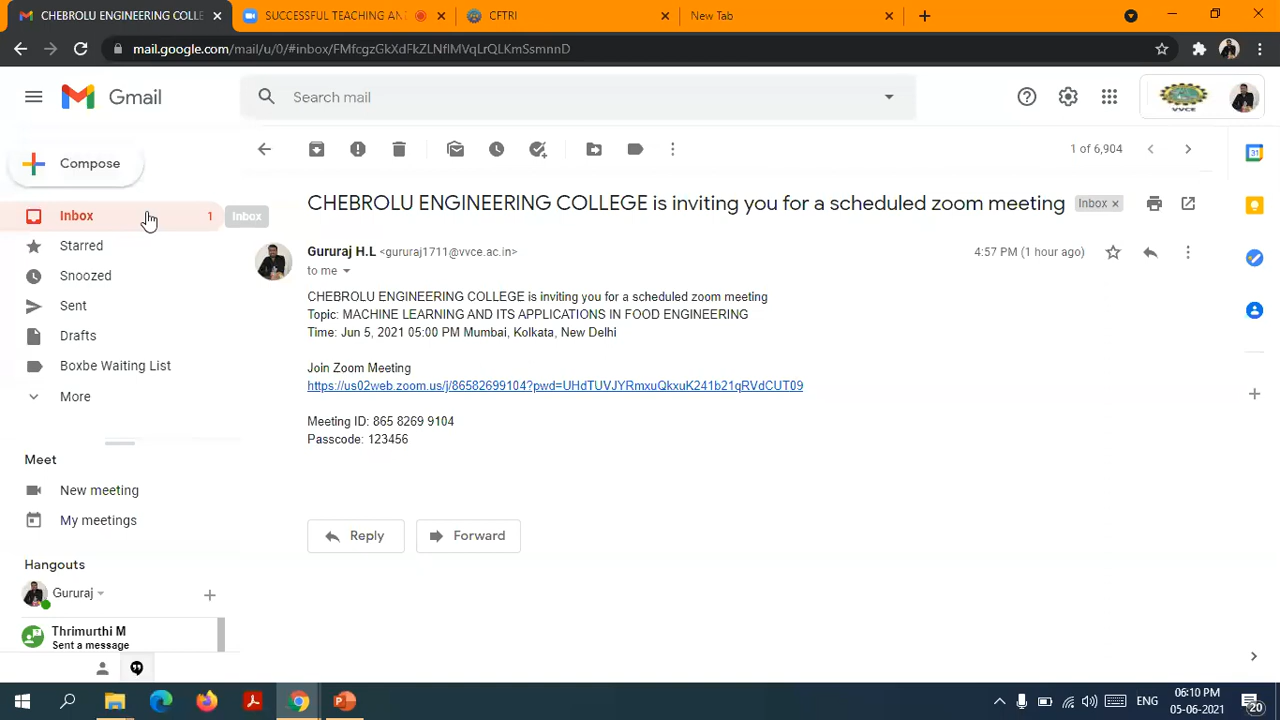 CHEBROLU ENGINEERING COLLE
SUCCESSFUL TEACHING AN
CFTRI
New Tab
mail.google.com/mail/u/0/#inbox/FMfcgzGkXdFkZLNflMVqLrQLKmSsmnnD
Gmail
Search mail
VVCE
Compose
1 of 6,904
CHEBROLU ENGINEERING COLLEGE is inviting you for a scheduled zoom meeting
Inbox ×
Inbox
1
Inbox
Starred
Snoozed
Sent
Drafts
Boxbe Waiting List
More
Gururaj H.L <gururaj1711@vvce.ac.in>
4:57 PM (1 hour ago)
to me
CHEBROLU ENGINEERING COLLEGE is inviting you for a scheduled zoom meeting
Topic: MACHINE LEARNING AND ITS APPLICATIONS IN FOOD ENGINEERING
Time: Jun 5, 2021 05:00 PM Mumbai, Kolkata, New Delhi
Join Zoom Meeting
https://us02web.zoom.us/j/86582699104?pwd=UHdTUVJYRmxuQkxuK241b21qRVdCUT09
Meeting ID: 865 8269 9104
Passcode: 123456
Reply
Forward
Meet
New meeting
My meetings
Hangouts
Gururaj
Thrimurthi M
Sent a message
31
ENG
06:10 PM
05-06-2021
20